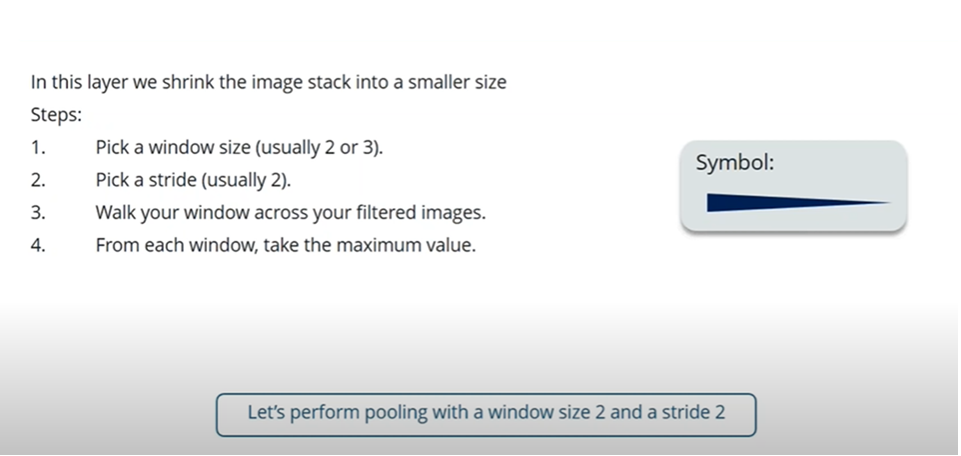 In this layer we shrink the image stack into a smaller size
Steps:
1. Pick a window size (usually 2 or 3).
2. Pick a stride (usually 2).
3. Walk your window across your filtered images.
4. From each window, take the maximum value.
Symbol:
Let's perform pooling with a window size 2 and a stride 2